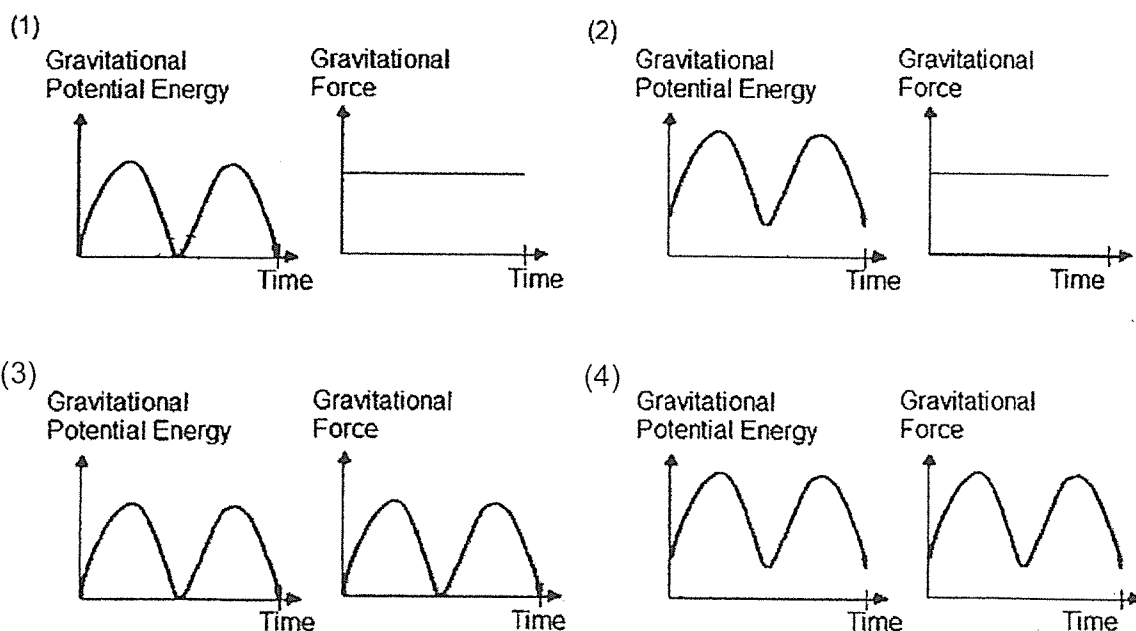 (1)
Gravitational
Potential Energy
Gravitational
Force
Time
Time
(2)
Gravitational
Potential Energy
Gravitational
Force
Time
Time
(3)
Gravitational
Potential Energy
Gravitational
Force
Time
Time
(4)
Gravitational
Potential Energy
Gravitational
Force
Time
Time